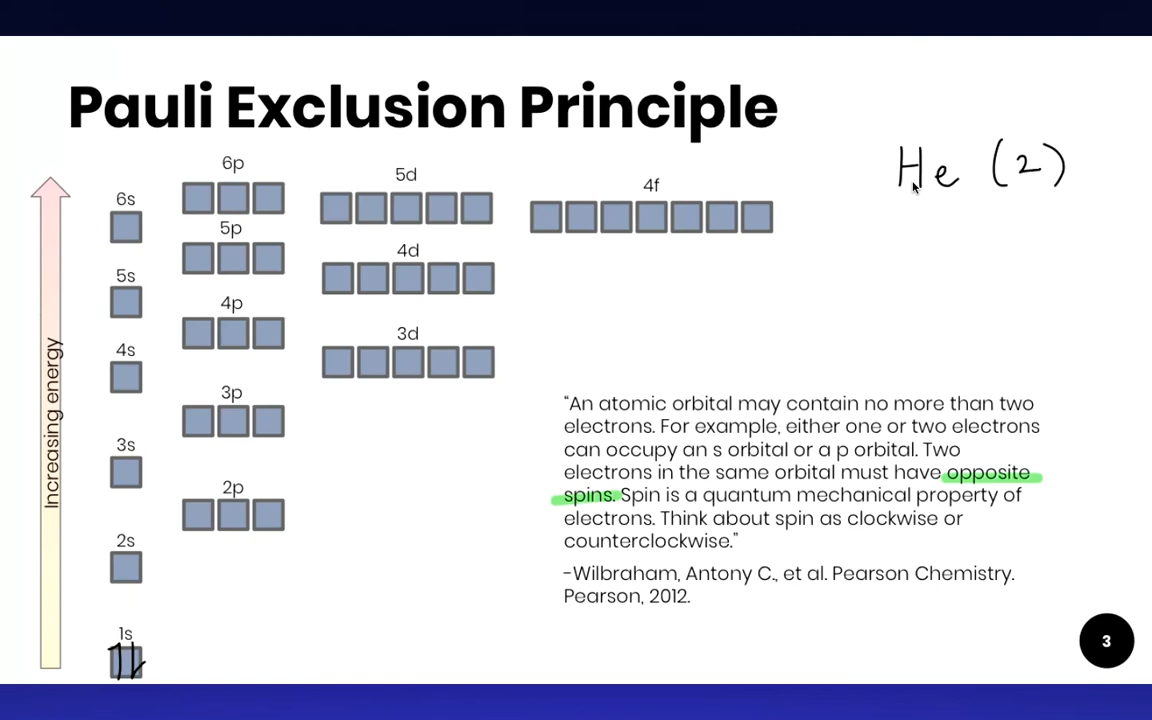 Pauli Exclusion Principle
He (2)
6p
5d
4f
6s
5p
4d
5s
4p
3d
4s
3p
3s
2p
2s
1s
Increasing energy
“An atomic orbital may contain no more than two
electrons. For example, either one or two electrons
can occupy an s orbital or a p orbital. Two
electrons in the same orbital must have opposite
spins. Spin is a quantum mechanical property of
electrons. Think about spin as clockwise or
counterclockwise.”
-Wilbraham, Antony C., et al. Pearson Chemistry.
Pearson, 2012.
3